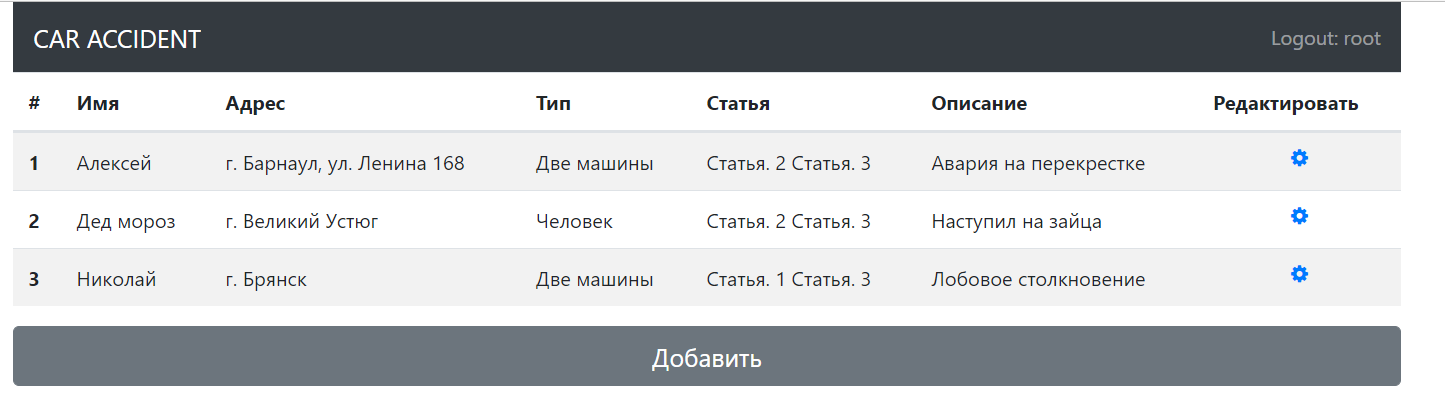 CAR ACCIDENT Logout: root
# Имя Адрес Тип Статья Описание Редактировать
1 Алексей г. Барнаул, ул. Ленина 168 Две машины Статья. 2 Статья. 3 Авария на перекрестке
2 Дед мороз г. Великий Устюг Человек Статья. 2 Статья. 3 Наступил на зайца
3 Николай г. Брянск Две машины Статья. 1 Статья. 3 Лобовое столкновение
Добавить